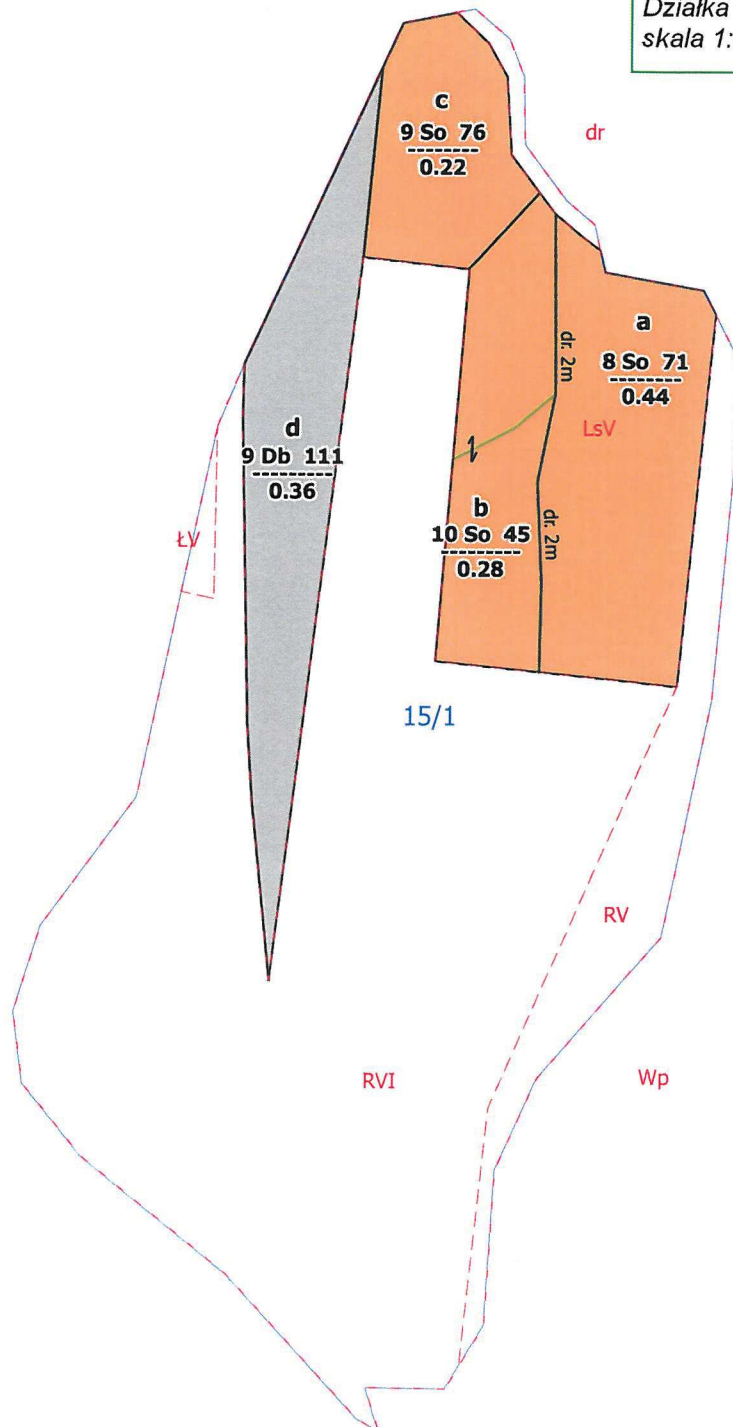 Działka
skala 1:
dr
c
9 So 76
--------
0.22
a
8 So 71
--------
0.44
dr. 2m
LsV
d
9 Db 111
--------
0.36
ŁV
b
10 So 45
--------
0.28
dr. 2m
15/1
RV
RVI
Wp